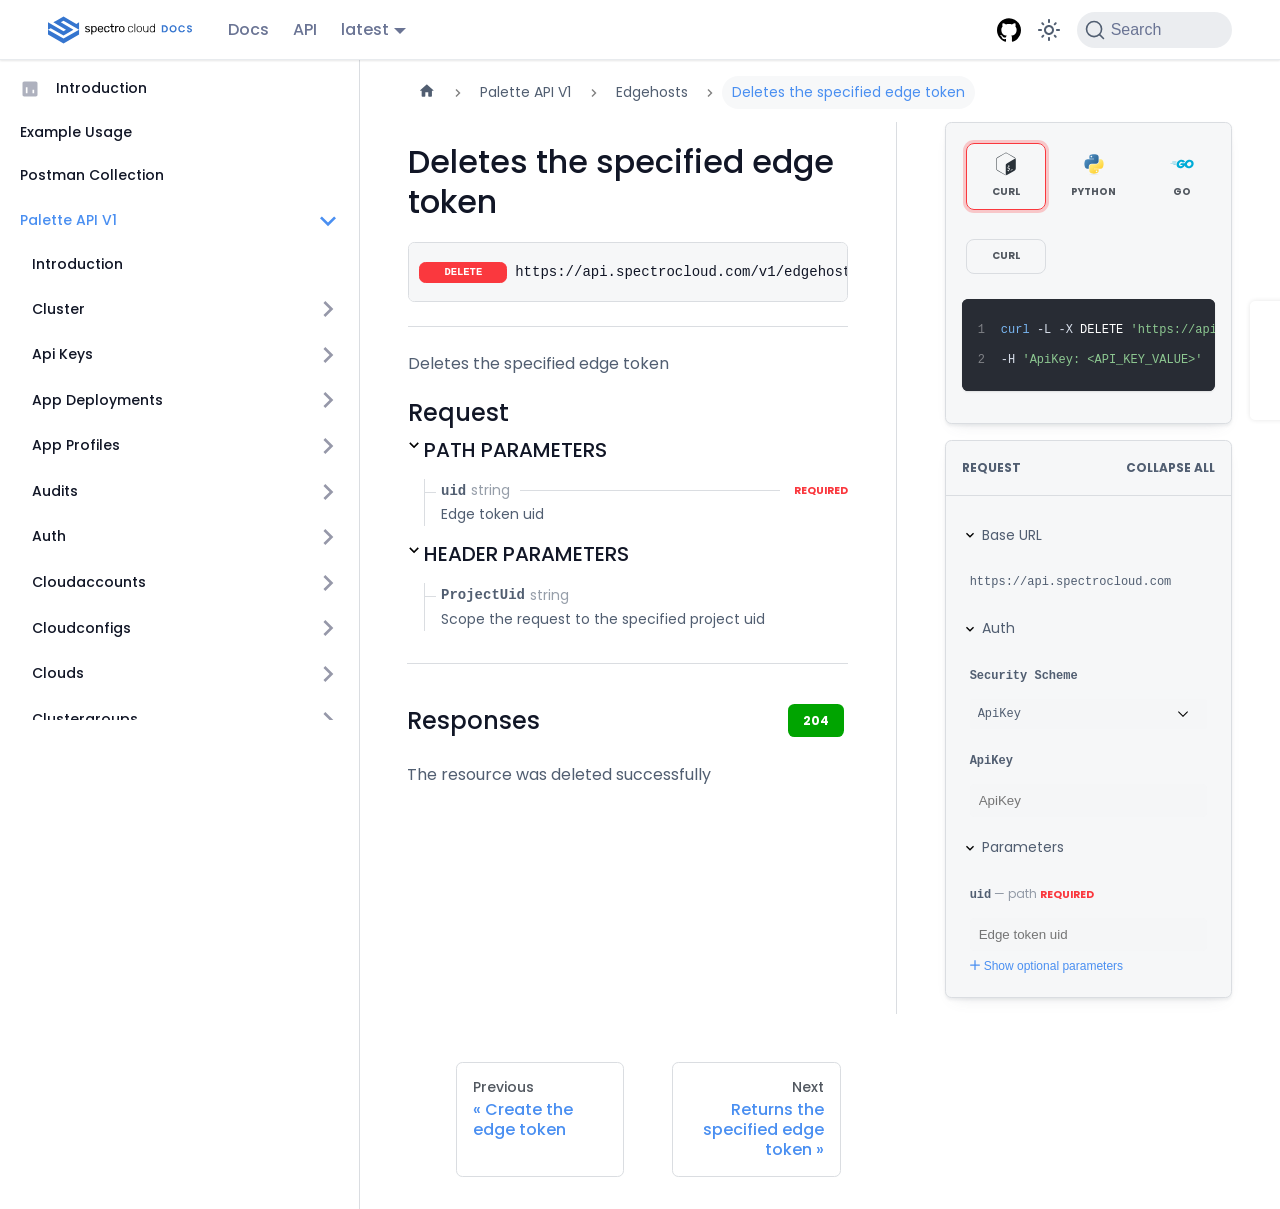 spectro cloud DOCS
Docs
API
latest
Search
Introduction
Example Usage
Postman Collection
Palette API V1
Introduction
Cluster
Api Keys
App Deployments
App Profiles
Audits
Auth
Cloudaccounts
Cloudconfigs
Clouds
Clustergroups
Palette API V1
Edgehosts
Deletes the specified edge token
Deletes the specified edge
token
DELETE https://api.spectrocloud.com/v1/edgehost
Deletes the specified edge token
Request
PATH PARAMETERS
uid string REQUIRED
Edge token uid
HEADER PARAMETERS
ProjectUid string
Scope the request to the specified project uid
Responses
204
The resource was deleted successfully
Previous
« Create the
edge token
Next
Returns the
specified edge
token »
CURL
PYTHON
GO
CURL
1 curl -L -X DELETE 'https://api
2 -H 'ApiKey: <API_KEY_VALUE>'
REQUEST
COLLAPSE ALL
Base URL
https://api.spectrocloud.com
Auth
Security Scheme
ApiKey
ApiKey
ApiKey
Parameters
uid — path REQUIRED
Edge token uid
Show optional parameters